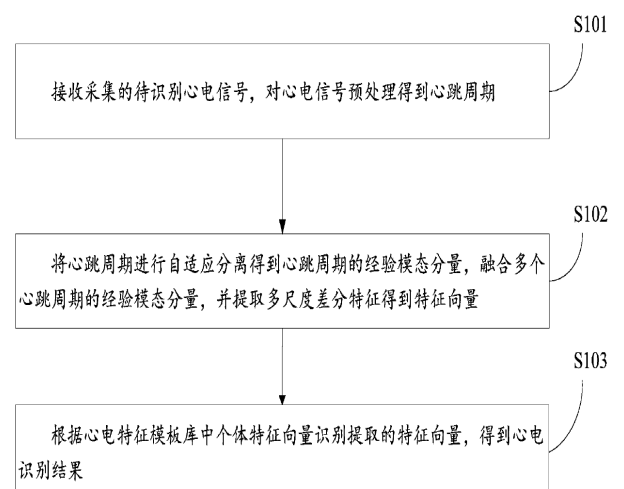 S101
接收采集的待识别心电信号，对心电信号预处理得到心跳周期
S102
将心跳周期进行自适应分离得到心跳周期的经验模态分量，融合多个
心跳周期的经验模态分量，并提取多尺度差分特征得到特征向量
S103
根据心电特征模板库中个体特征向量识别提取的特征向量，得到心电
识别结果